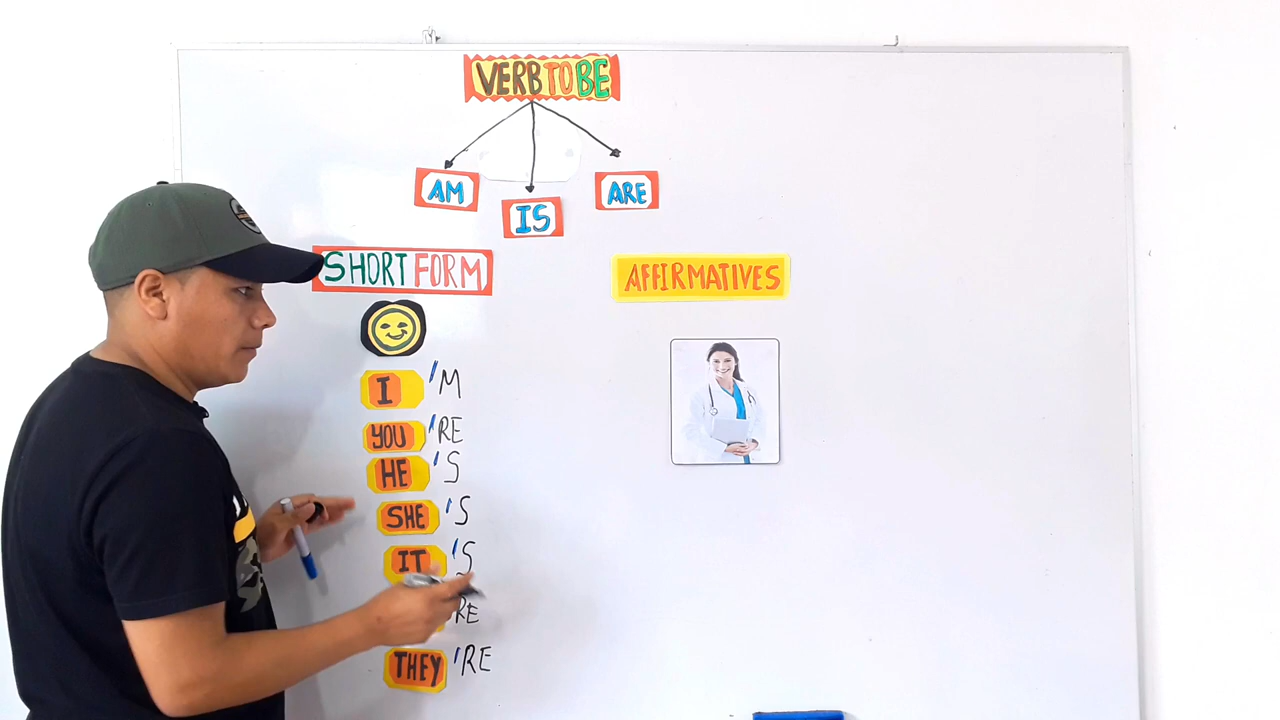 VERB TO BE
AM
IS
ARE
SHORT FORM
AFFIRMATIVES
I 'M
YOU 'RE
HE 'S
SHE 'S
IT 'S
RE
THEY 'RE